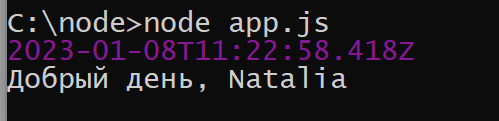 C:\node>node app.js
2023-01-08T11:22:58.418Z
Добрый день, Natalia